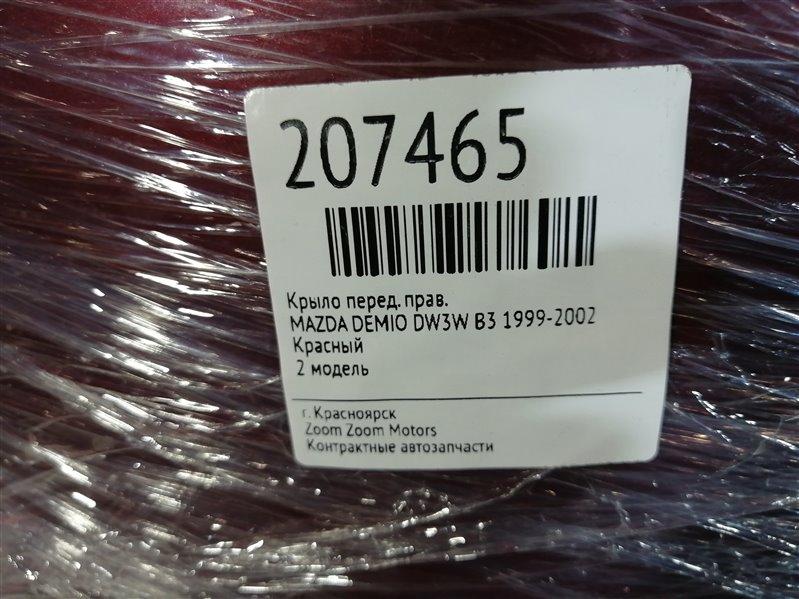 207465
Крыло перед. прав.
MAZDA DEMIO DW3W B3 1999-2002
Красный
2 модель
г. Красноярск
Zoom Zoom Motors
Контрактные автозапчасти